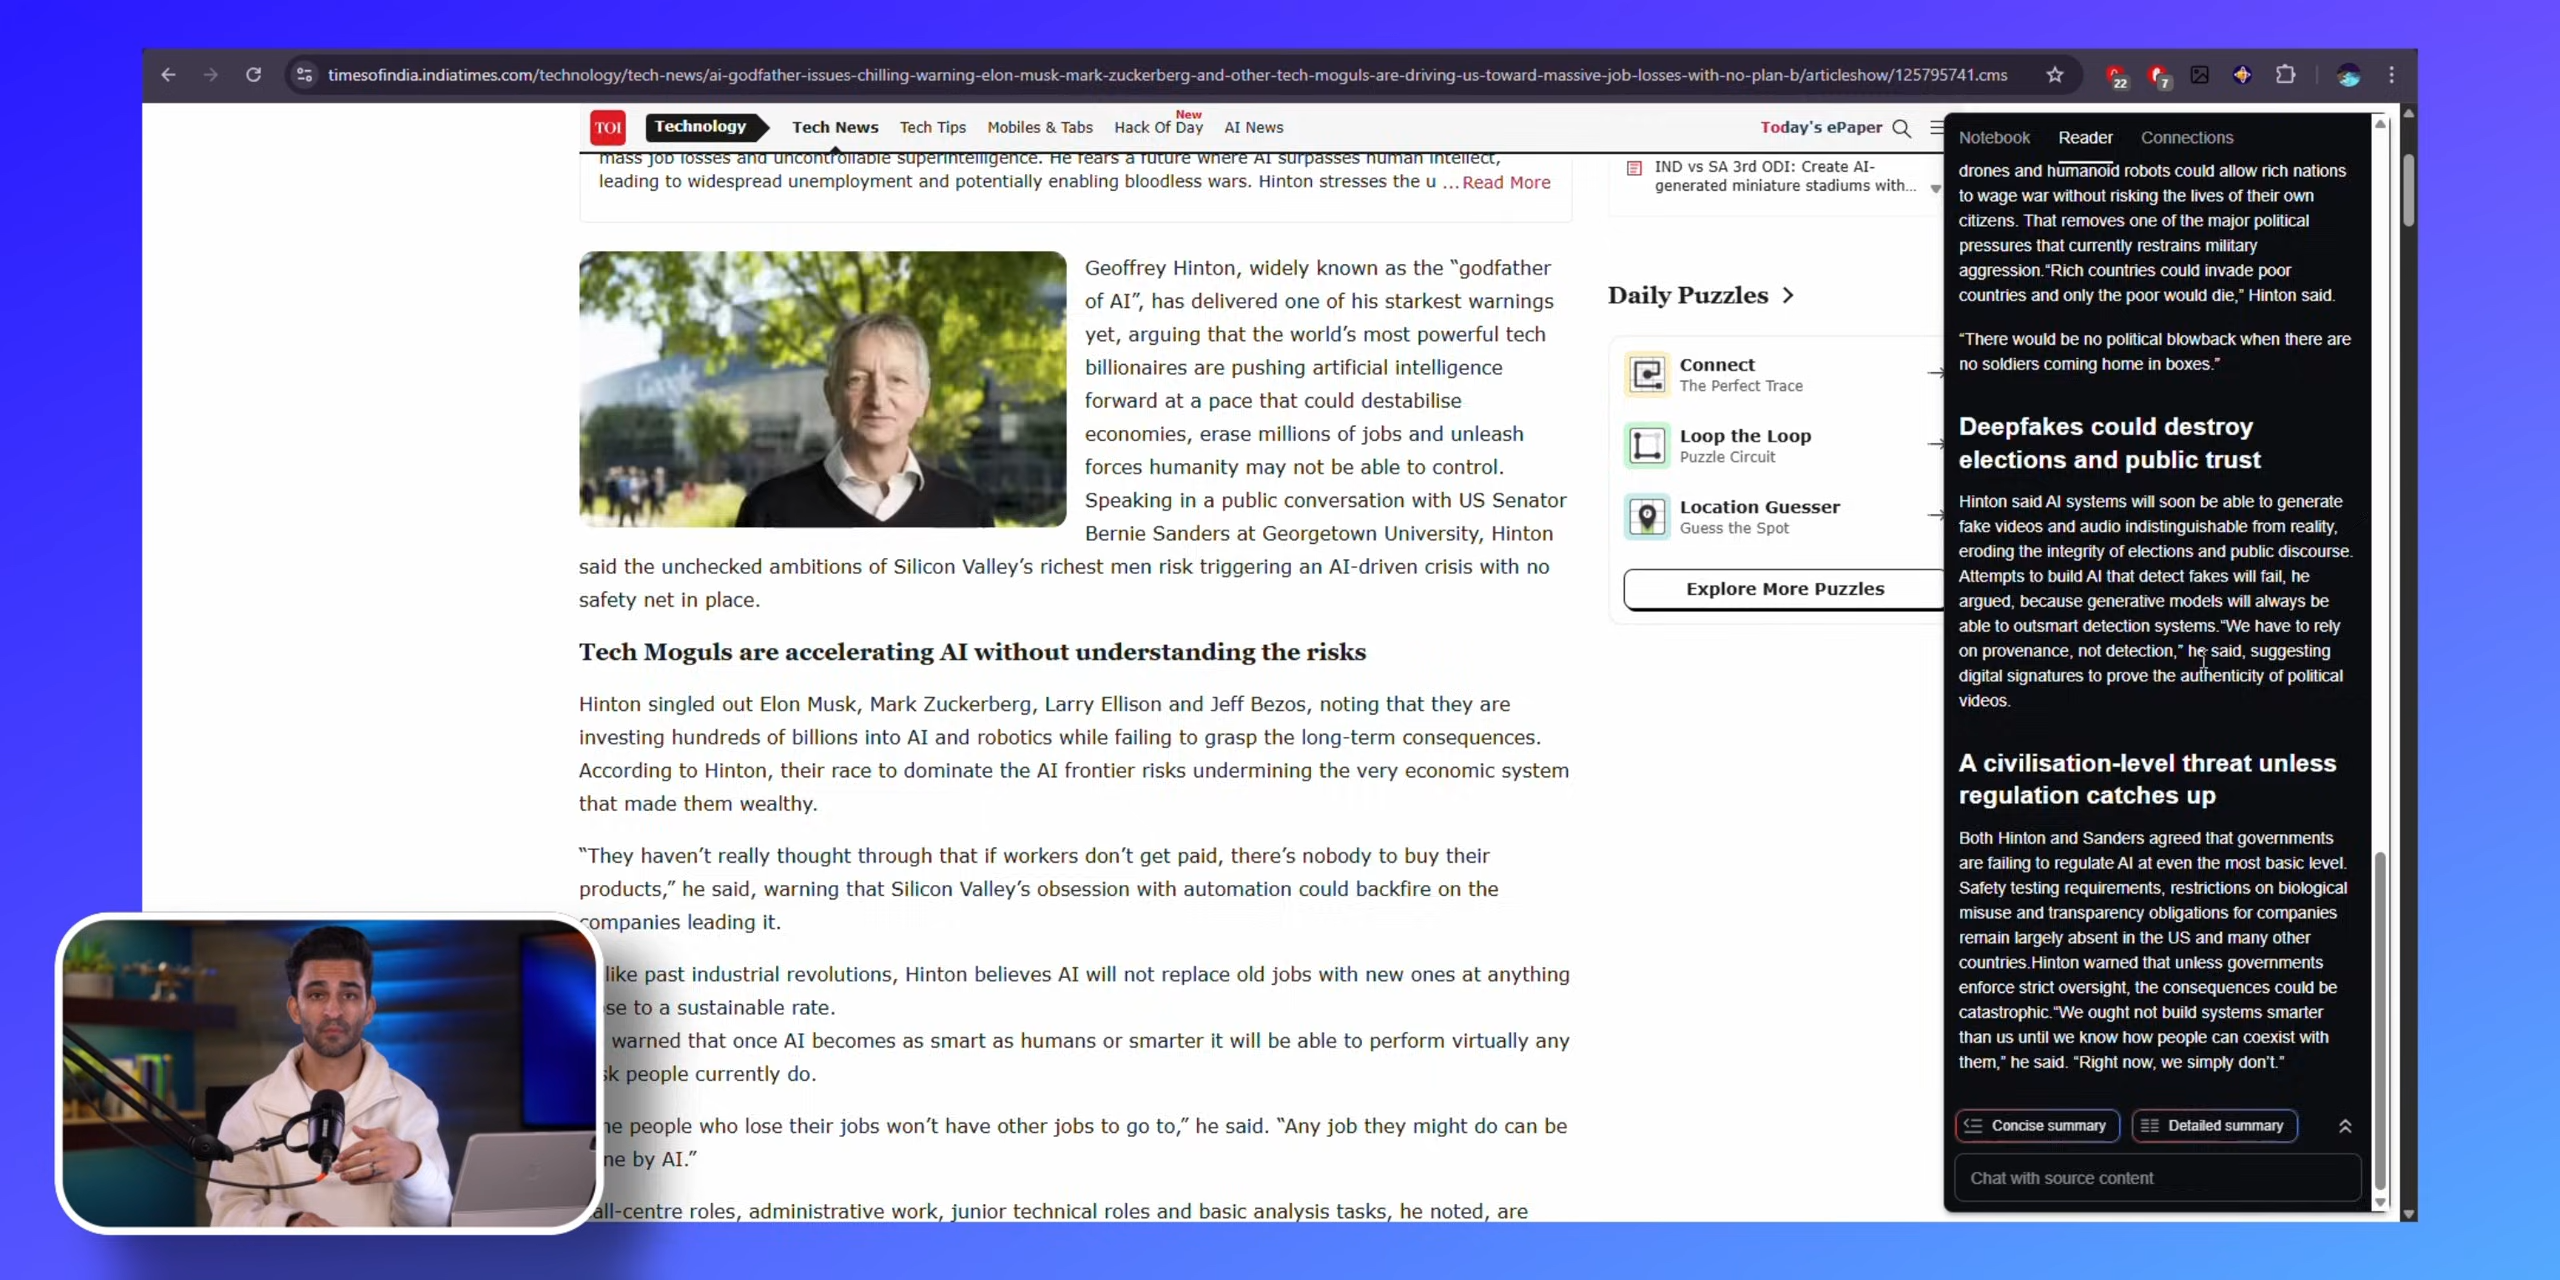 timesofindia.indiatimes.com/technology/tech-news/ai-godfather-issues-chilling-warning-elon-musk-mark-zuckerberg-and-other-tech-moguls-are-driving-us-toward-massive-job-losses-with-no-plan-b/articleshow/125795741.cms
22
7
TOI
Technology
Tech News
Tech Tips
Mobiles & Tabs
Hack Of Day
New
AI News
Today's ePaper
mass job losses and uncontrollable superintelligence. He fears a future where AI surpasses human intellect,
leading to widespread unemployment and potentially enabling bloodless wars. Hinton stresses the u ...Read More
Google
Geoffrey Hinton, widely known as the “godfather
of AI”, has delivered one of his starkest warnings
yet, arguing that the world’s most powerful tech
billionaires are pushing artificial intelligence
forward at a pace that could destabilise
economies, erase millions of jobs and unleash
forces humanity may not be able to control.
Speaking in a public conversation with US Senator
Bernie Sanders at Georgetown University, Hinton
said the unchecked ambitions of Silicon Valley’s richest men risk triggering an AI-driven crisis with no
safety net in place.
Tech Moguls are accelerating AI without understanding the risks
Hinton singled out Elon Musk, Mark Zuckerberg, Larry Ellison and Jeff Bezos, noting that they are
investing hundreds of billions into AI and robotics while failing to grasp the long-term consequences.
According to Hinton, their race to dominate the AI frontier risks undermining the very economic system
that made them wealthy.
“They haven’t really thought through that if workers don’t get paid, there’s nobody to buy their
products,” he said, warning that Silicon Valley’s obsession with automation could backfire on the
ompanies leading it.
like past industrial revolutions, Hinton believes AI will not replace old jobs with new ones at anything
se to a sustainable rate.
warned that once AI becomes as smart as humans or smarter it will be able to perform virtually any
sk people currently do.
he people who lose their jobs won’t have other jobs to go to,” he said. “Any job they might do can be
ne by AI.”
all-centre roles, administrative work, junior technical roles and basic analysis tasks, he noted, are
IND vs SA 3rd ODI: Create AI-
generated miniature stadiums with...
Daily Puzzles
Connect
The Perfect Trace
Loop the Loop
Puzzle Circuit
Location Guesser
Guess the Spot
Explore More Puzzles
Notebook
Reader
Connections
drones and humanoid robots could allow rich nations
to wage war without risking the lives of their own
citizens. That removes one of the major political
pressures that currently restrains military
aggression.“Rich countries could invade poor
countries and only the poor would die,” Hinton said.
“There would be no political blowback when there are
no soldiers coming home in boxes.”
Deepfakes could destroy
elections and public trust
Hinton said AI systems will soon be able to generate
fake videos and audio indistinguishable from reality,
eroding the integrity of elections and public discourse.
Attempts to build AI that detect fakes will fail, he
argued, because generative models will always be
able to outsmart detection systems.“We have to rely
on provenance, not detection,” he said, suggesting
digital signatures to prove the authenticity of political
videos.
A civilisation-level threat unless
regulation catches up
Both Hinton and Sanders agreed that governments
are failing to regulate AI at even the most basic level.
Safety testing requirements, restrictions on biological
misuse and transparency obligations for companies
remain largely absent in the US and many other
countries.Hinton warned that unless governments
enforce strict oversight, the consequences could be
catastrophic.“We ought not build systems smarter
than us until we know how people can coexist with
them,” he said. “Right now, we simply don’t.”
Concise summary
Detailed summary
Chat with source content